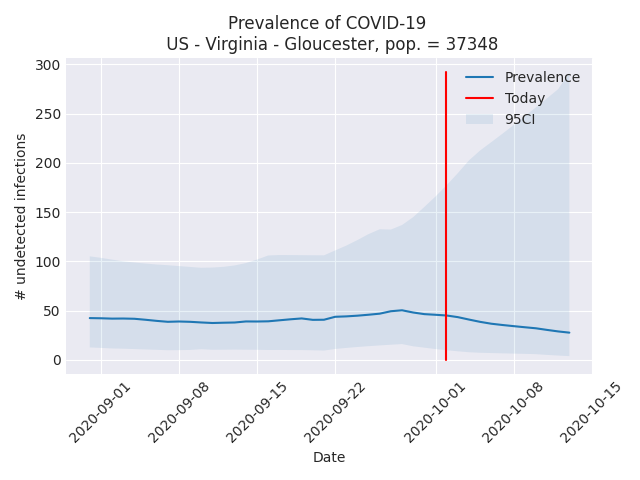 Prevalence of COVID-19
US - Virginia - Gloucester, pop. = 37348
300
250
200
150
100
50
0
# undetected infections
Prevalence
Today
95CI
2020-09-01
2020-09-08
2020-09-15
2020-09-22
2020-10-01
2020-10-08
2020-10-15
Date